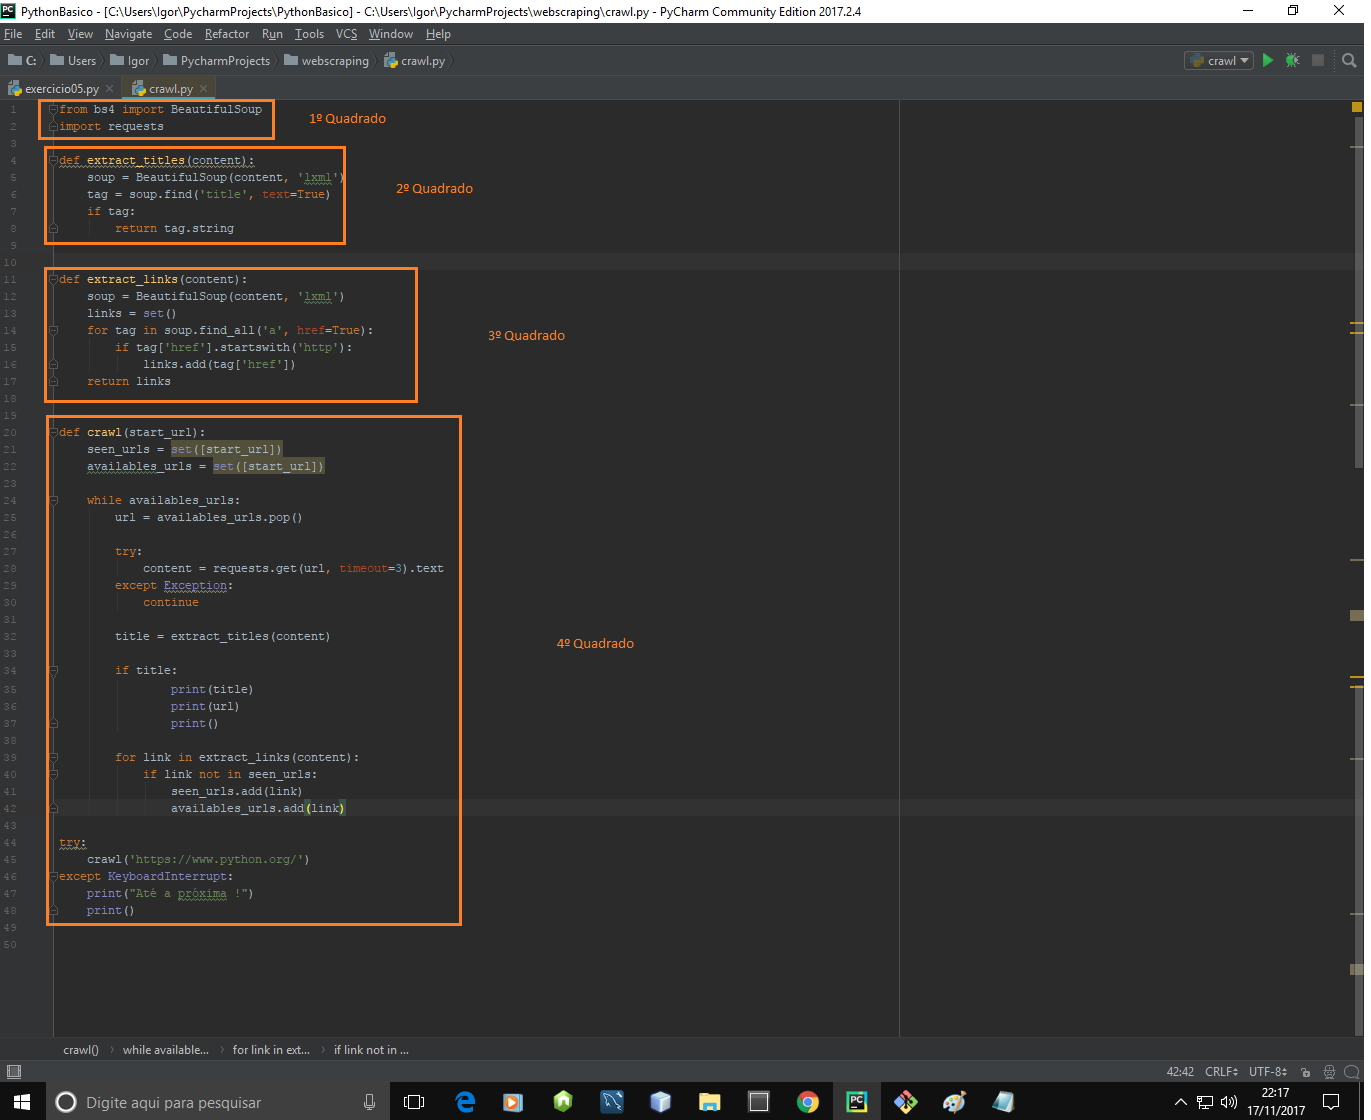 PythonBasico - [C:\Users\Igor\PycharmProjects\PythonBasico] - C:\Users\Igor\PycharmProjects\webscraping\crawl.py - PyCharm Community Edition 2017.2.4
File Edit View Navigate Code Refactor Run Tools VCS Window Help
C: Users Igor PycharmProjects webscraping crawl.py crawl
exercicio05.py crawl.py
1 from bs4 import BeautifulSoup
1º Quadrado
2 import requests
3
4 def extract_titles(content):
5 soup = BeautifulSoup(content, 'lxml')
2º Quadrado
6 tag = soup.find('title', text=True)
7 if tag:
8 return tag.string
9
10
11 def extract_links(content):
12 soup = BeautifulSoup(content, 'lxml')
13 links = set()
14 for tag in soup.find_all('a', href=True):
3º Quadrado
15 if tag['href'].startswith('http'):
16 links.add(tag['href'])
17 return links
18
19
20 def crawl(start_url):
21 seen_urls = set([start_url])
22 availables_urls = set([start_url])
23
24 while availables_urls:
25 url = availables_urls.pop()
26
27 try:
28 content = requests.get(url, timeout=3).text
29 except Exception:
30 continue
31
32 title = extract_titles(content)
4º Quadrado
33
34 if title:
35 print(title)
36 print(url)
37 print()
38
39 for link in extract_links(content):
40 if link not in seen_urls:
41 seen_urls.add(link)
42 availables_urls.add(link)
43
44 try:
45 crawl('https://www.python.org/')
46 except KeyboardInterrupt:
47 print("Até a próxima !")
48 print()
49
50
crawl() while available... for link in ext... if link not in ...
42:42 CRLF UTF-8
Digite aqui para pesquisar
22:17
17/11/2017